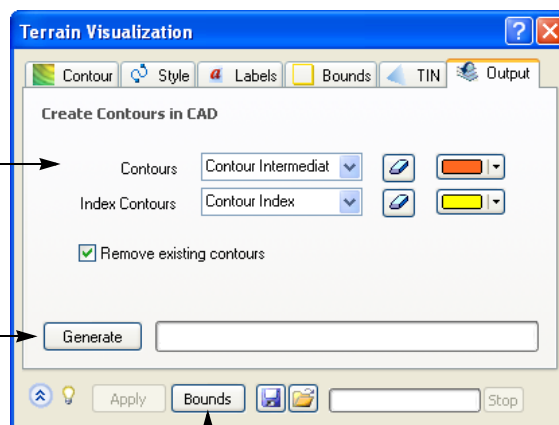 Terrain Visualization
Contour Style a Labels Bounds TIN Output
Create Contours in CAD
Contours Contour Intermediat
Index Contours Contour Index
Remove existing contours
Generate
Apply Bounds Stop